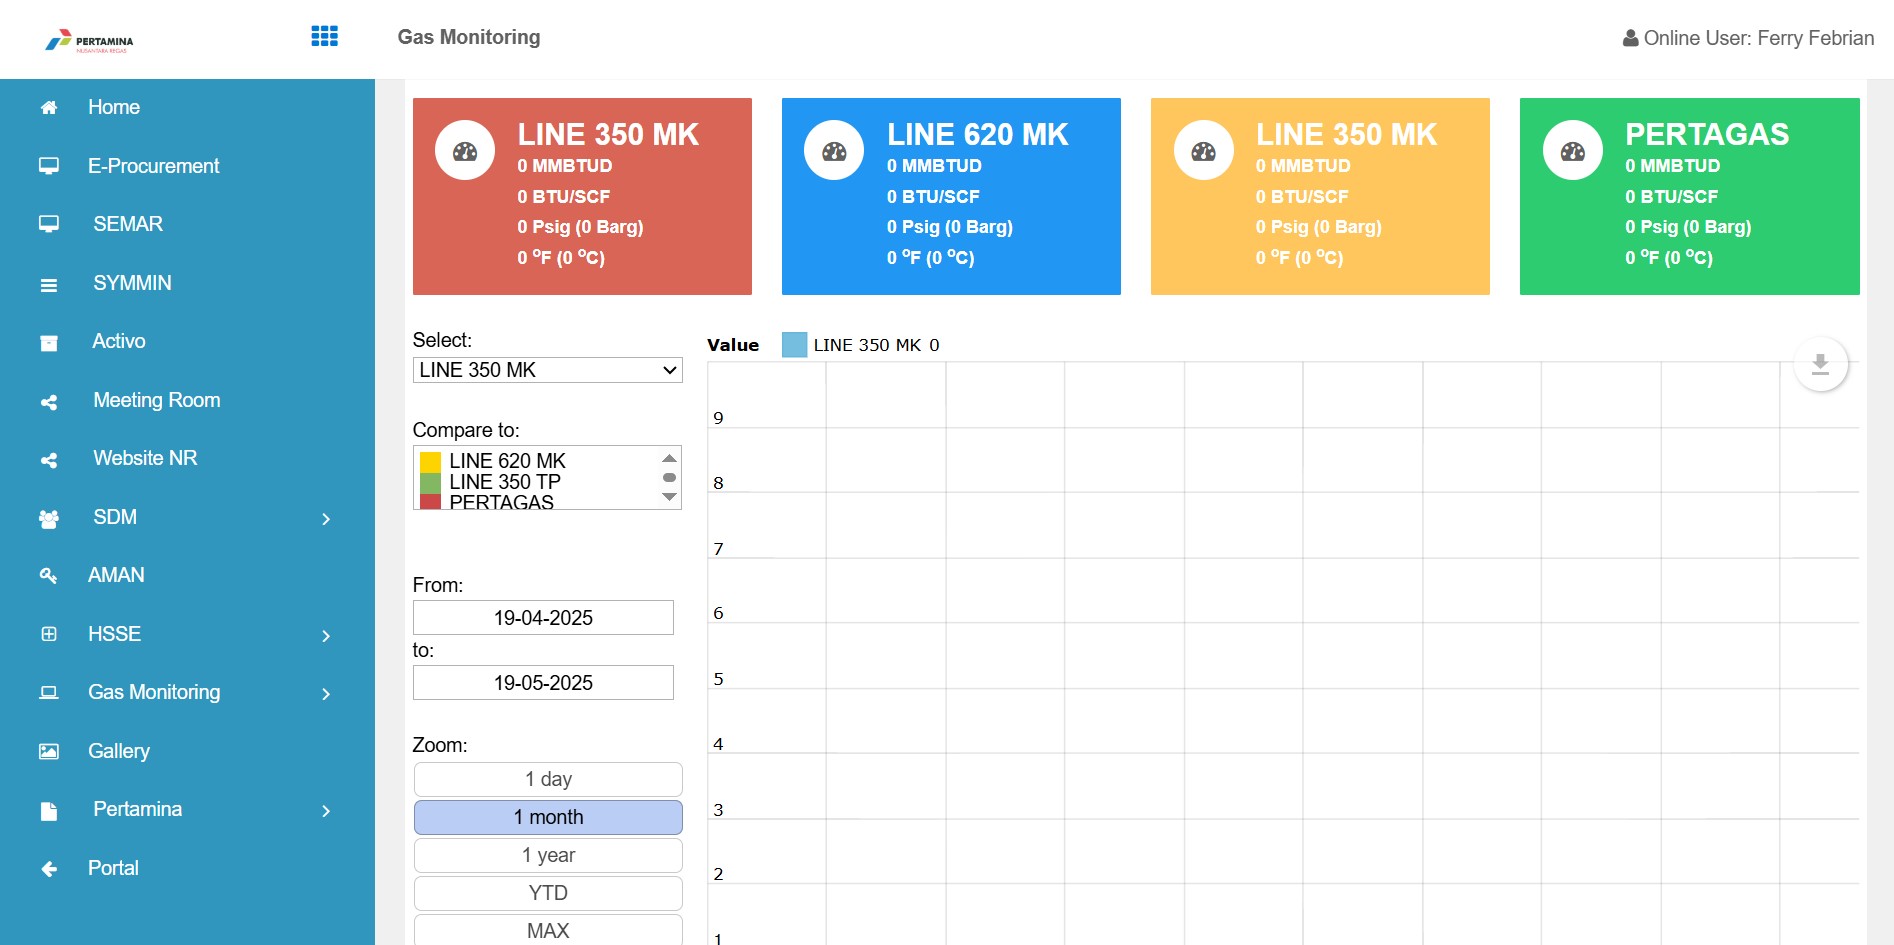 PERTAMINA
NUSANTARA REGAS
Gas Monitoring
Online User: Ferry Febrian
Home
E-Procurement
SEMAR
SYMMIN
Activo
Meeting Room
Website NR
SDM
AMAN
HSSE
Gas Monitoring
Gallery
Pertamina
Portal
LINE 350 MK
0 MMBTUD
0 BTU/SCF
0 Psig (0 Barg)
0 °F (0 °C)
LINE 620 MK
0 MMBTUD
0 BTU/SCF
0 Psig (0 Barg)
0 °F (0 °C)
LINE 350 MK
0 MMBTUD
0 BTU/SCF
0 Psig (0 Barg)
0 °F (0 °C)
PERTAGAS
0 MMBTUD
0 BTU/SCF
0 Psig (0 Barg)
0 °F (0 °C)
Select:
LINE 350 MK
Compare to:
LINE 620 MK
LINE 350 TP
PERTAGAS
From:
19-04-2025
to:
19-05-2025
Zoom:
1 day
1 month
1 year
YTD
MAX
Value LINE 350 MK 0
9
8
7
6
5
4
3
2
1